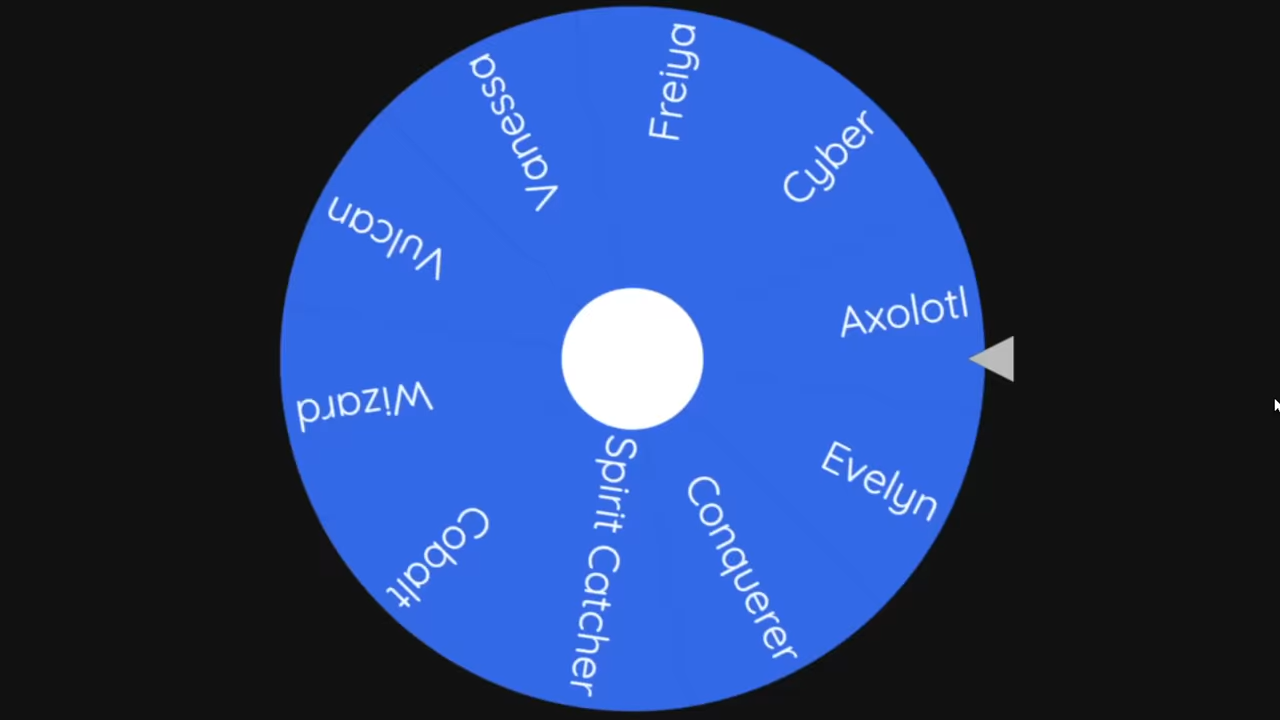 Freiya
Cyber
Axolotl
Evelyn
Conquerer
Spirit Catcher
Cobalt
Wizard
Vulcan
Vanessa